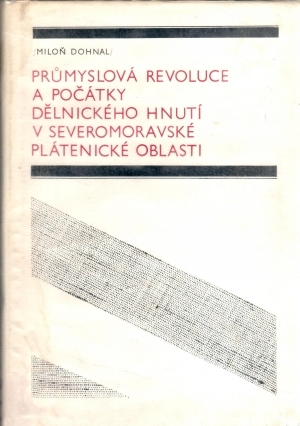 /MILOŇ DOHNAL/
PRŮMYSLOVÁ REVOLUCE
A POČÁTKY
DĚLNICKÉHO HNUTÍ
V SEVEROMORAVSKÉ
PLÁTENICKÉ OBLASTI